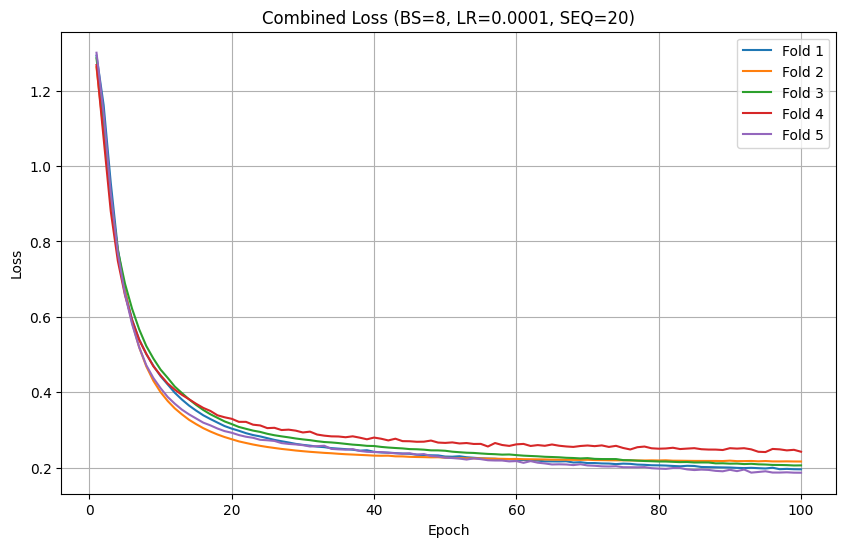 Combined Loss (BS=8, LR=0.0001, SEQ=20)
Fold 1
Fold 2
Fold 3
Fold 4
Fold 5
Loss
1.2
1.0
0.8
0.6
0.4
0.2
0
20
40
60
80
100
Epoch